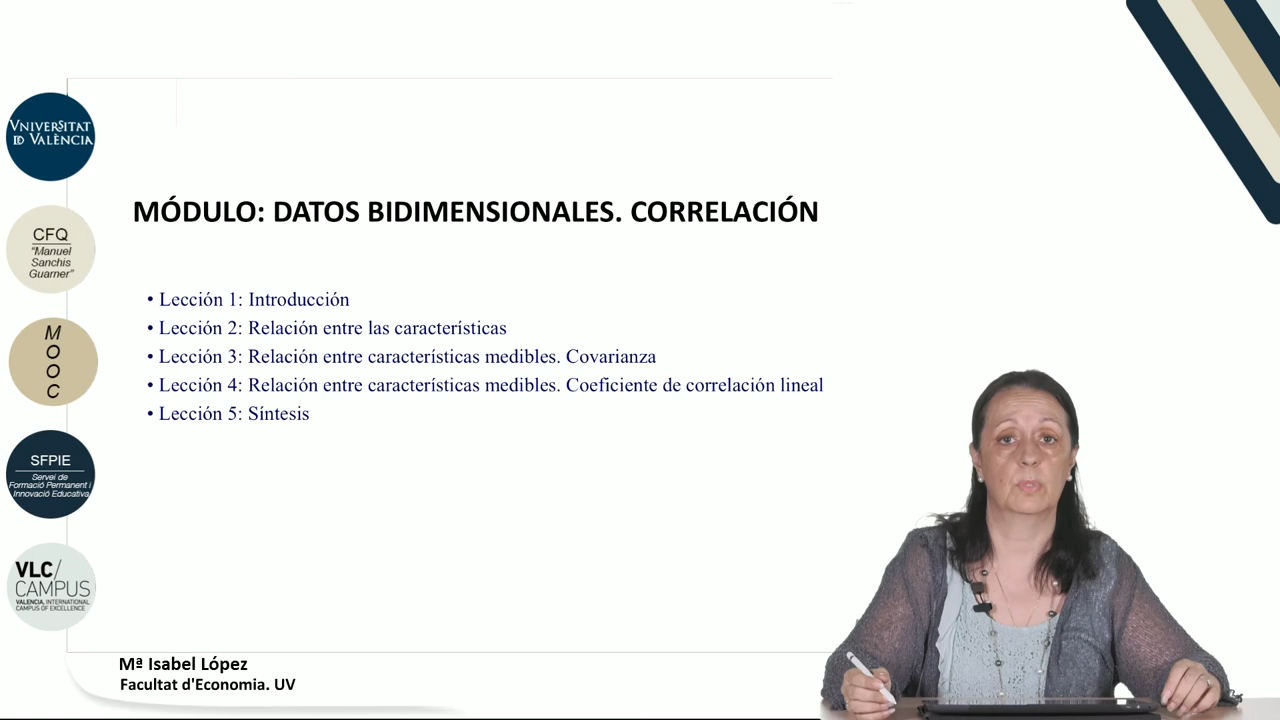 VNIVERSITAT
ID VALÈNCIA
CFQ
"Manuel
Sanchis
Guarner"
M
O
O
C
SFPIE
Servei de
Formació Permanent i
Innovació Educativa
VLC/
CAMPUS
VALENCIA, INTERNATIONAL
CAMPUS OF EXCELLENCE
MÓDULO: DATOS BIDIMENSIONALES. CORRELACIÓN
• Lección 1: Introducción
• Lección 2: Relación entre las características
• Lección 3: Relación entre características medibles. Covarianza
• Lección 4: Relación entre características medibles. Coeficiente de correlación lineal
• Lección 5: Síntesis
Mª Isabel López
Facultat d'Economia. UV